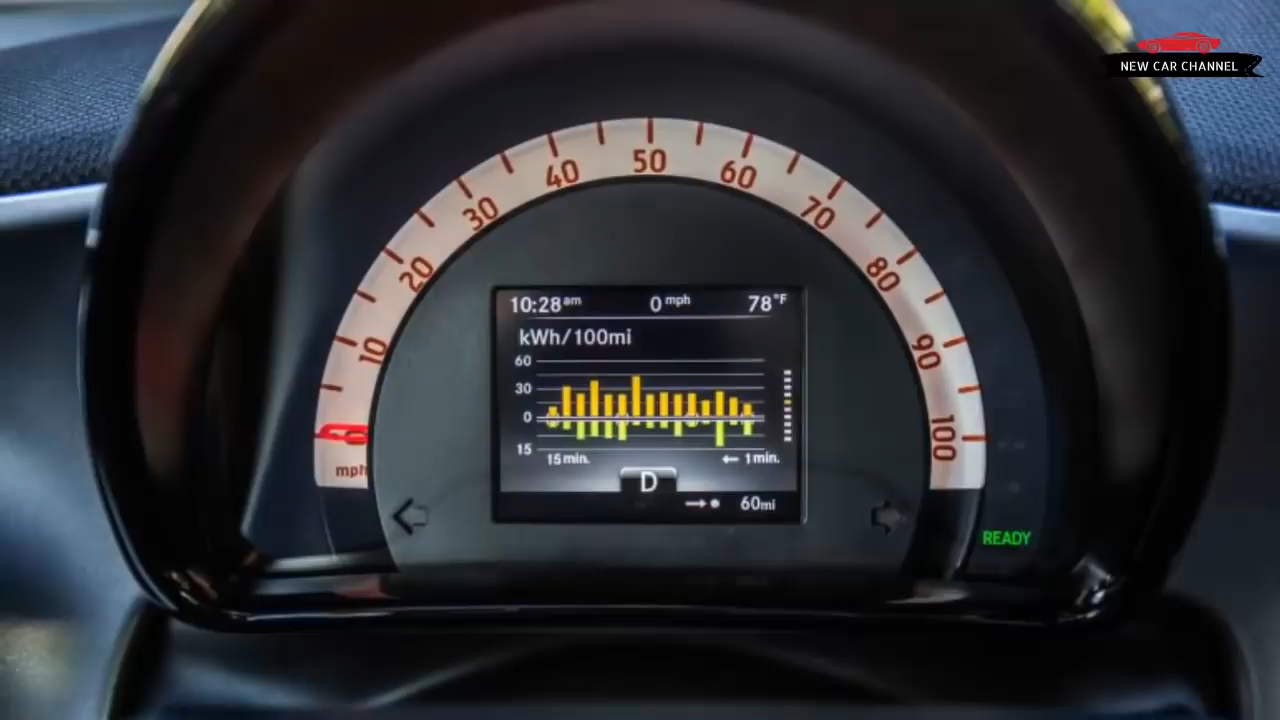 NEW CAR CHANNEL
10 20 30 40 50 60 70 80 90 100
mph
10:28am 0 mph 78°F
kWh/100mi
60
30
0
15
15 min. ← 1 min.
D
→• 60mi
READY